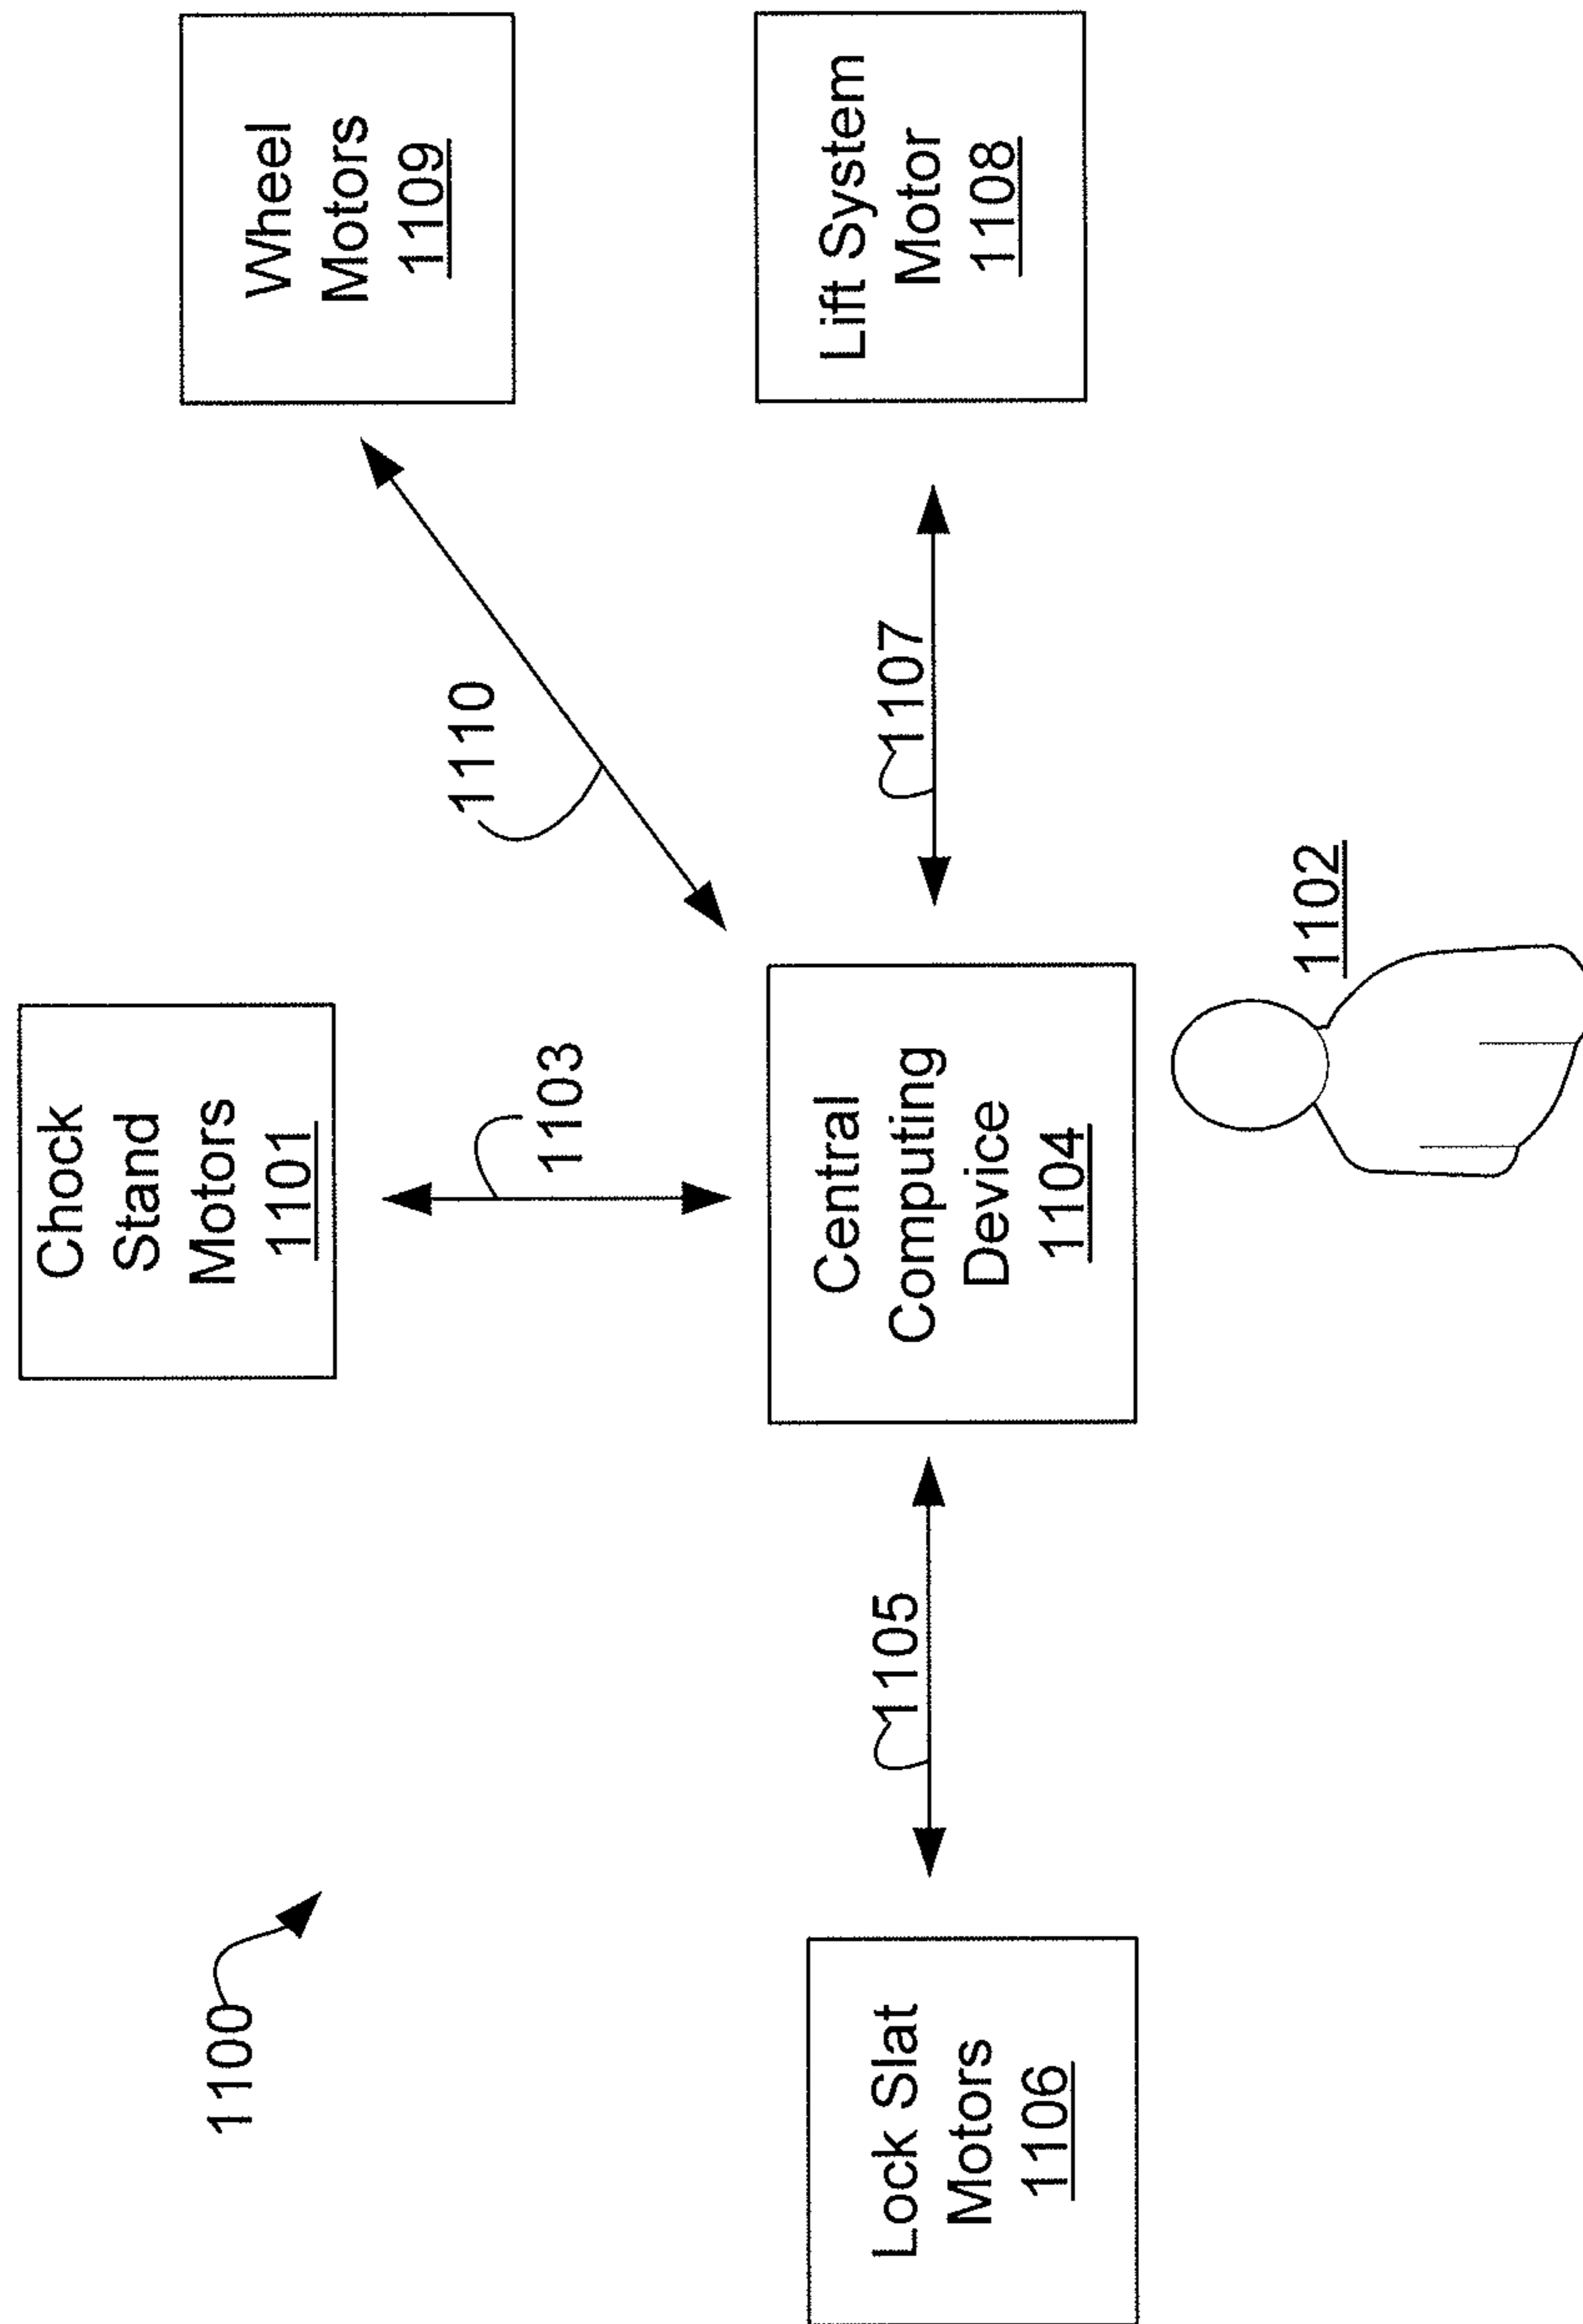 1100
Chock
Stand
Motors
1101
Wheel
Motors
1109
1103
1110
Lock Slat
Motors
1106
1105
Central
Computing
Device
1104
1107
Lift System
Motor
1108
1102